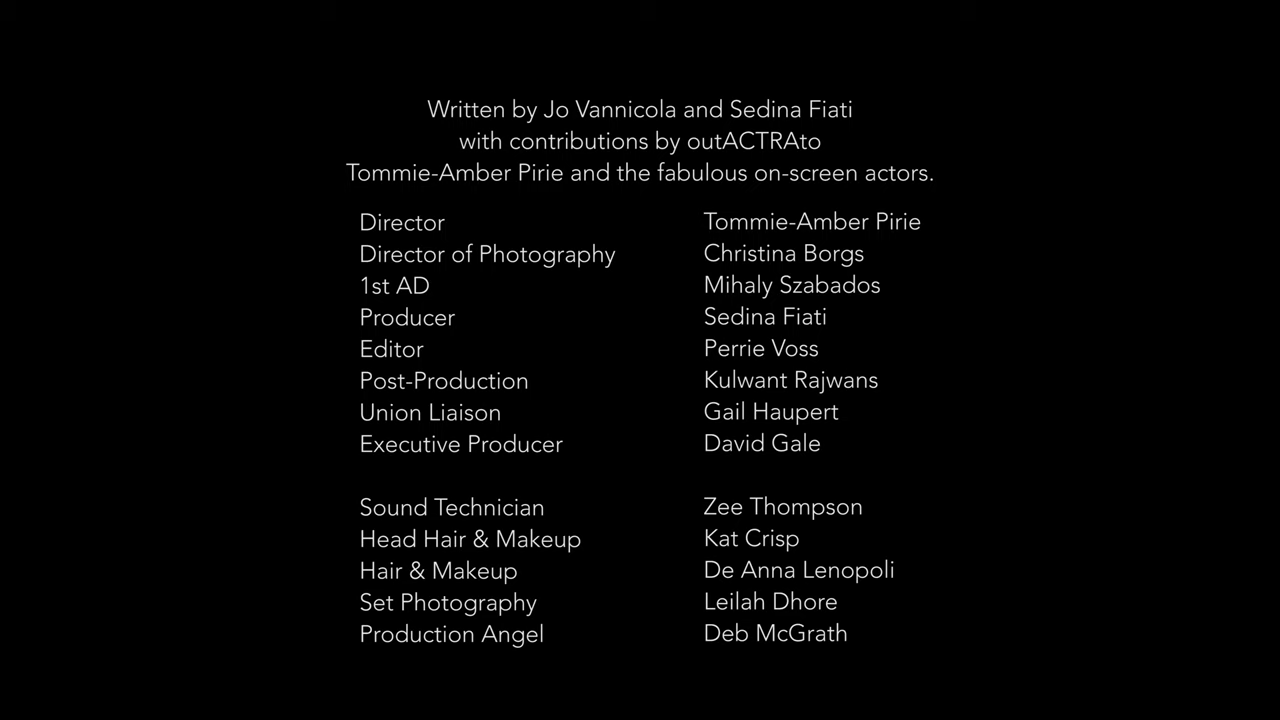 Written by Jo Vannicola and Sedina Fiati
with contributions by outACTRAto
Tommie-Amber Pirie and the fabulous on-screen actors.
Director Tommie-Amber Pirie
Director of Photography Christina Borgs
1st AD Mihaly Szabados
Producer Sedina Fiati
Editor Perrie Voss
Post-Production Kulwant Rajwans
Union Liaison Gail Haupert
Executive Producer David Gale
Sound Technician Zee Thompson
Head Hair & Makeup Kat Crisp
Hair & Makeup De Anna Lenopoli
Set Photography Leilah Dhore
Production Angel Deb McGrath